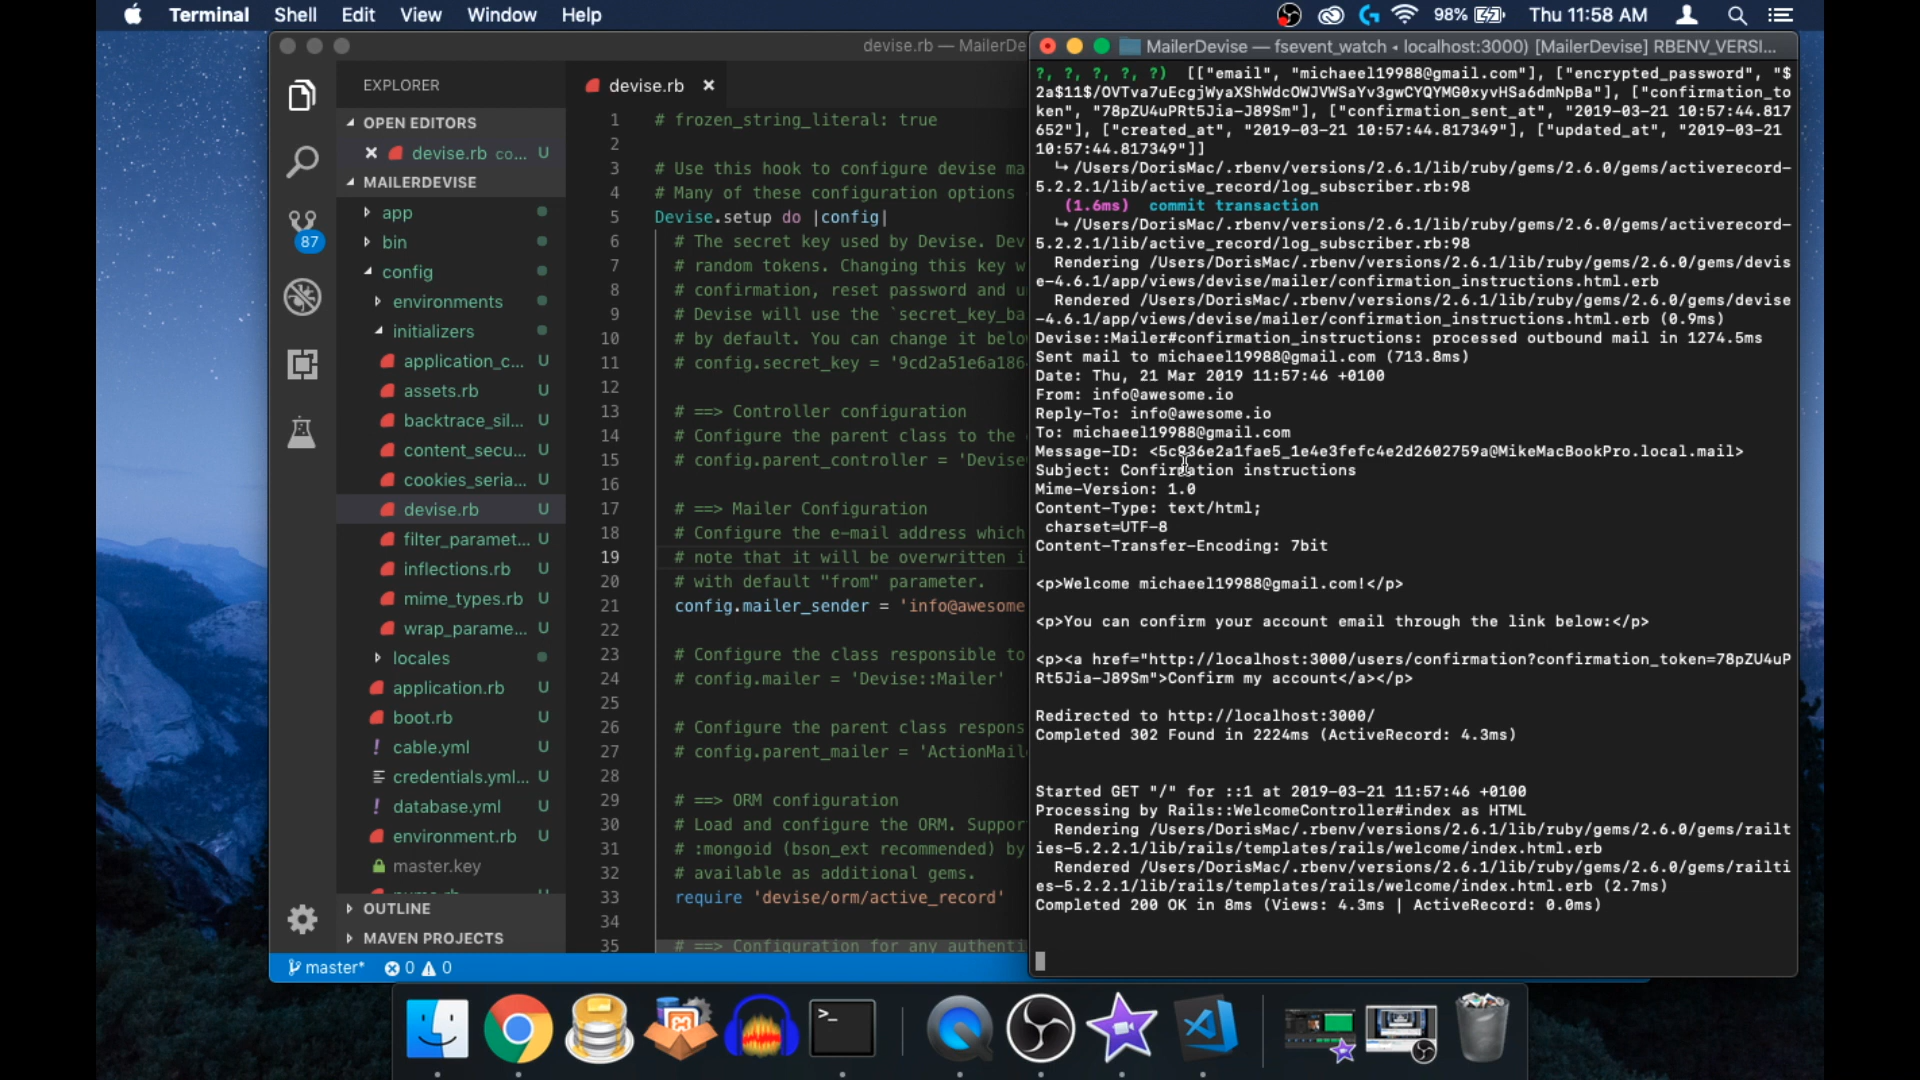 Terminal Shell Edit View Window Help 98% Thu 11:58 AM
devise.rb — MailerDe
EXPLORER
OPEN EDITORS
devise.rb co... U
MAILERDEVISE
app
bin
87
config
environments
initializers
application_c... U
assets.rb U
backtrace_sil... U
content_secu... U
cookies_seria... U
devise.rb U
filter_paramet... U
inflections.rb U
mime_types.rb U
wrap_parame... U
locales
application.rb U
boot.rb U
! cable.yml U
credentials.yml... U
! database.yml U
environment.rb U
master.key
OUTLINE
MAVEN PROJECTS
master* 0 0
devise.rb
1 # frozen_string_literal: true
2
3 # Use this hook to configure devise ma
4 # Many of these configuration options
5 Devise.setup do |config|
6 # The secret key used by Devise. Dev
7 # random tokens. Changing this key w
8 # confirmation, reset password and u
9 # Devise will use the `secret_key_ba
10 # by default. You can change it belo
11 # config.secret_key = '9cd2a51e6a186
12
13 # ==> Controller configuration
14 # Configure the parent class to the
15 # config.parent_controller = 'Devise
16
17 # ==> Mailer Configuration
18 # Configure the e-mail address which
19 # note that it will be overwritten i
20 # with default "from" parameter.
21 config.mailer_sender = 'info@awesome
22
23 # Configure the class responsible to
24 # config.mailer = 'Devise::Mailer'
25
26 # Configure the parent class respons
27 # config.parent_mailer = 'ActionMail
28
29 # ==> ORM configuration
30 # Load and configure the ORM. Suppor
31 # :mongoid (bson_ext recommended) by
32 # available as additional gems.
33 require 'devise/orm/active_record'
34
35 # ==> Configuration for any authenti
MailerDevise — fsevent_watch ◂ localhost:3000) [MailerDevise] RBENV_VERSI...
?, ?, ?, ?, ?) [["email", "michaeel19988@gmail.com"], ["encrypted_password", "$
2a$11$/OVTva7uEcgjWyaXShWdcOWJVWSaYv3gwCYQYMG0xyvHSa6dmNpBa"], ["confirmation_to
ken", "78pZU4uPRt5Jia-J89Sm"], ["confirmation_sent_at", "2019-03-21 10:57:44.817
652"], ["created_at", "2019-03-21 10:57:44.817349"], ["updated_at", "2019-03-21
10:57:44.817349"]]
↳ /Users/DorisMac/.rbenv/versions/2.6.1/lib/ruby/gems/2.6.0/gems/activerecord-
5.2.2.1/lib/active_record/log_subscriber.rb:98
(1.6ms) commit transaction
↳ /Users/DorisMac/.rbenv/versions/2.6.1/lib/ruby/gems/2.6.0/gems/activerecord-
5.2.2.1/lib/active_record/log_subscriber.rb:98
Rendering /Users/DorisMac/.rbenv/versions/2.6.1/lib/ruby/gems/2.6.0/gems/devis
e-4.6.1/app/views/devise/mailer/confirmation_instructions.html.erb
Rendered /Users/DorisMac/.rbenv/versions/2.6.1/lib/ruby/gems/2.6.0/gems/devise
-4.6.1/app/views/devise/mailer/confirmation_instructions.html.erb (0.9ms)
Devise::Mailer#confirmation_instructions: processed outbound mail in 1274.5ms
Sent mail to michaeel19988@gmail.com (713.8ms)
Date: Thu, 21 Mar 2019 11:57:46 +0100
From: info@awesome.io
Reply-To: info@awesome.io
To: michaeel19988@gmail.com
Message-ID: <5c936e2a1fae5_1e4e3fefc4e2d2602759a@MikeMacBookPro.local.mail>
Subject: Confirmation instructions
Mime-Version: 1.0
Content-Type: text/html;
charset=UTF-8
Content-Transfer-Encoding: 7bit
<p>Welcome michaeel19988@gmail.com!</p>
<p>You can confirm your account email through the link below:</p>
<p><a href="http://localhost:3000/users/confirmation?confirmation_token=78pZU4uP
Rt5Jia-J89Sm">Confirm my account</a></p>
Redirected to http://localhost:3000/
Completed 302 Found in 2224ms (ActiveRecord: 4.3ms)
Started GET "/" for ::1 at 2019-03-21 11:57:46 +0100
Processing by Rails::WelcomeController#index as HTML
Rendering /Users/DorisMac/.rbenv/versions/2.6.1/lib/ruby/gems/2.6.0/gems/railt
ies-5.2.2.1/lib/rails/templates/rails/welcome/index.html.erb
Rendered /Users/DorisMac/.rbenv/versions/2.6.1/lib/ruby/gems/2.6.0/gems/railti
es-5.2.2.1/lib/rails/templates/rails/welcome/index.html.erb (2.7ms)
Completed 200 OK in 8ms (Views: 4.3ms | ActiveRecord: 0.0ms)
>_